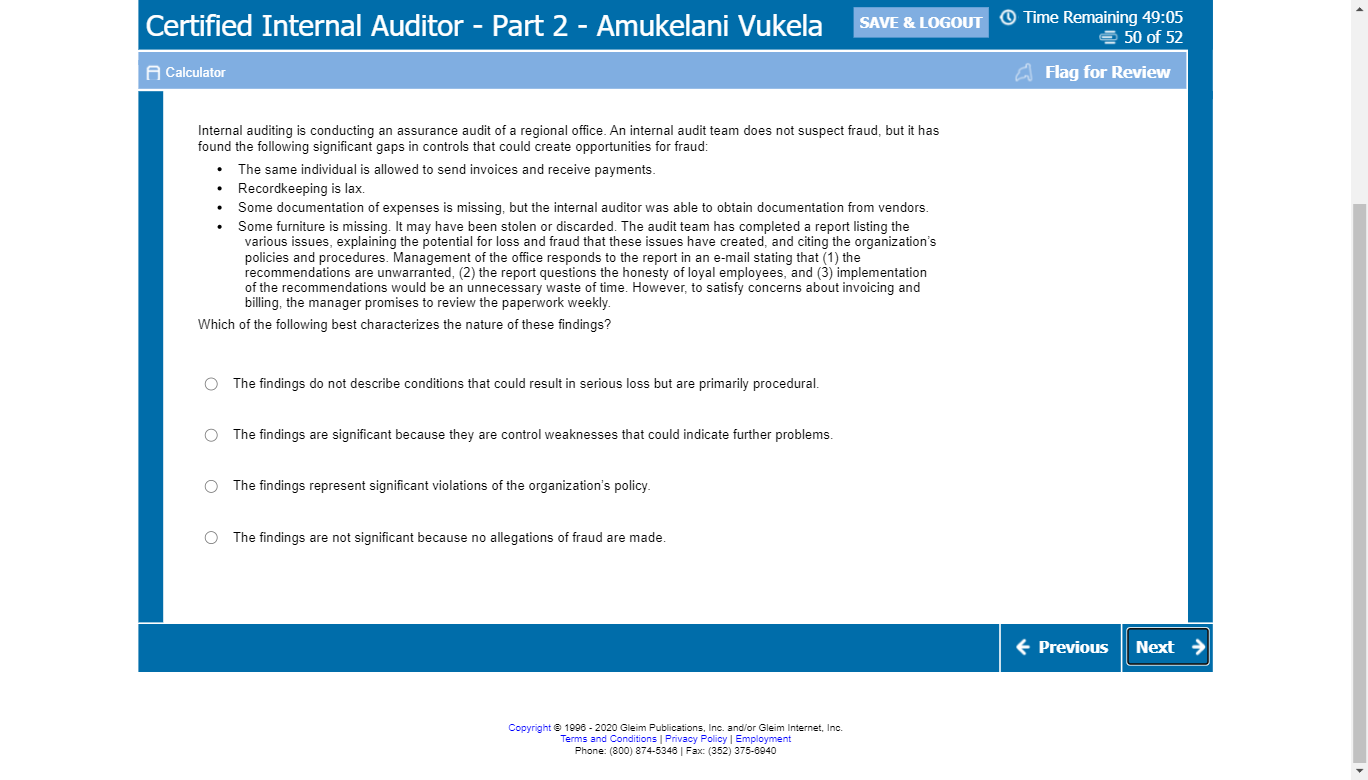 Certified Internal Auditor - Part 2 - Amukelani Vukela
SAVE & LOGOUT
Time Remaining 49:05
50 of 52
Calculator
Flag for Review
Internal auditing is conducting an assurance audit of a regional office. An internal audit team does not suspect fraud, but it has
found the following significant gaps in controls that could create opportunities for fraud:
• The same individual is allowed to send invoices and receive payments.
• Recordkeeping is lax.
• Some documentation of expenses is missing, but the internal auditor was able to obtain documentation from vendors.
• Some furniture is missing. It may have been stolen or discarded. The audit team has completed a report listing the
various issues, explaining the potential for loss and fraud that these issues have created, and citing the organization's
policies and procedures. Management of the office responds to the report in an e-mail stating that (1) the
recommendations are unwarranted, (2) the report questions the honesty of loyal employees, and (3) implementation
of the recommendations would be an unnecessary waste of time. However, to satisfy concerns about invoicing and
billing, the manager promises to review the paperwork weekly.
Which of the following best characterizes the nature of these findings?
The findings do not describe conditions that could result in serious loss but are primarily procedural.
The findings are significant because they are control weaknesses that could indicate further problems.
The findings represent significant violations of the organization's policy.
The findings are not significant because no allegations of fraud are made.
Previous
Next
Copyright © 1996 - 2020 Gleim Publications, Inc. and/or Gleim Internet, Inc.
Terms and Conditions | Privacy Policy | Employment
Phone: (800) 874-5346 | Fax: (352) 375-6940